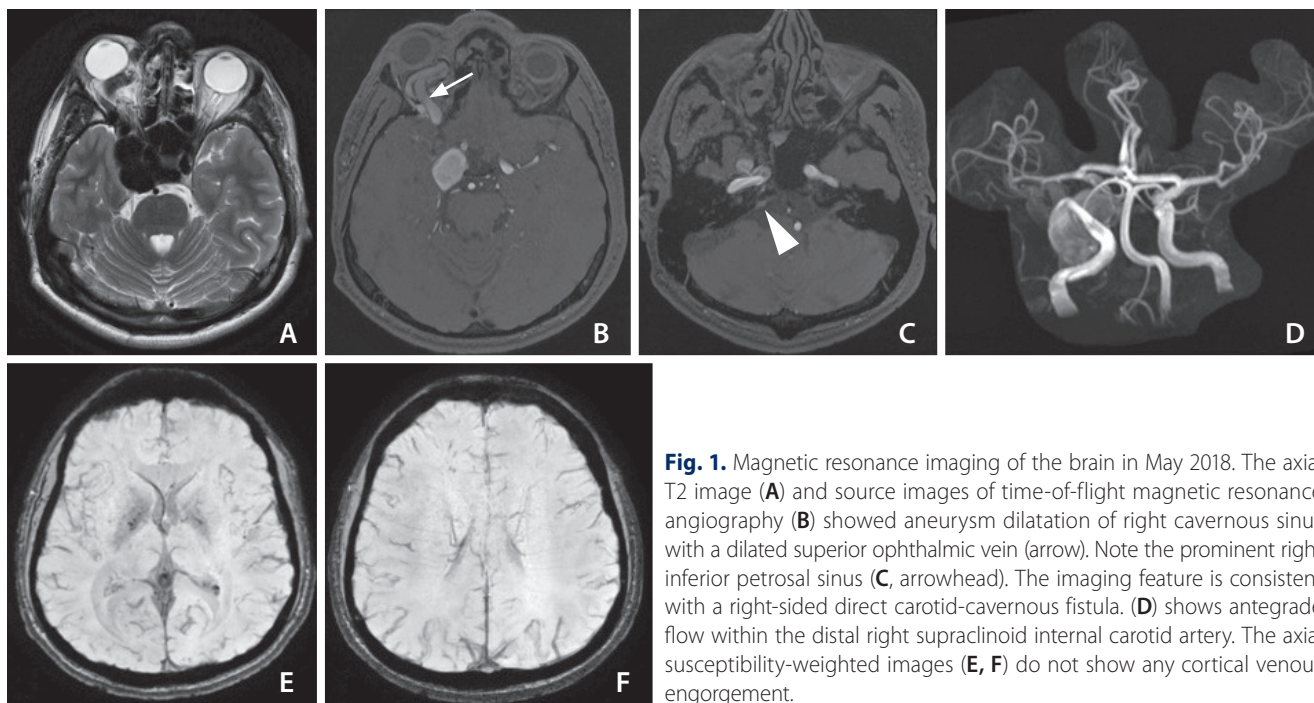 A
B
C
D
E
F
Fig. 1. Magnetic resonance imaging of the brain in May 2018. The axia
T2 image (A) and source images of time-of-flight magnetic resonance
angiography (B) showed aneurysm dilatation of right cavernous sinu
with a dilated superior ophthalmic vein (arrow). Note the prominent righ
inferior petrosal sinus (C, arrowhead). The imaging feature is consisten
with a right-sided direct carotid-cavernous fistula. (D) shows antegrade
flow within the distal right supraclinoid internal carotid artery. The axia
susceptibility-weighted images (E, F) do not show any cortical venou
engorgement.